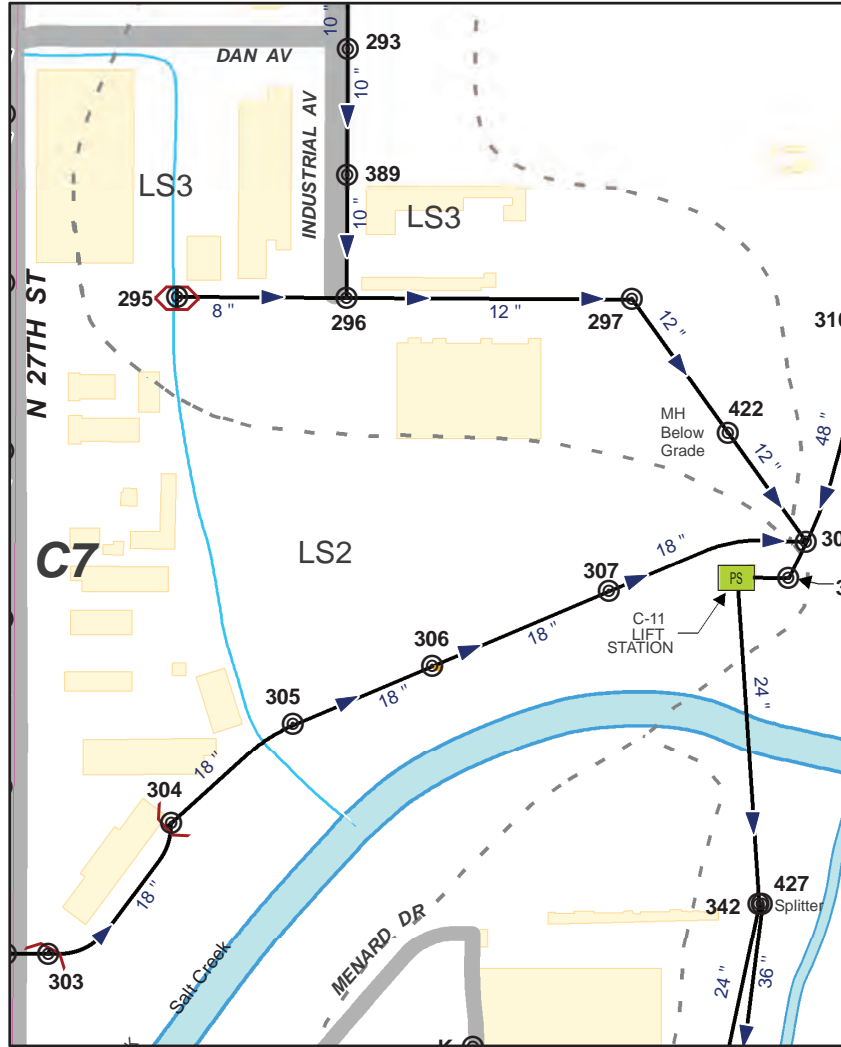 10 "
293
DAN AV
10 "
INDUSTRIAL AV
389
LS3
10 "
LS3
N 27TH ST
295
8 "
296
12 "
297
12 "
310
MH
Below
Grade
422
48 "
12 "
C7
LS2
18 "
30
307
PS
3
C-11
LIFT
STATION
306
18 "
305
18 "
24 "
304
18 "
18 "
427
342
Splitter
MENARD DR
303
Salt Creek
24 "
36 "
K